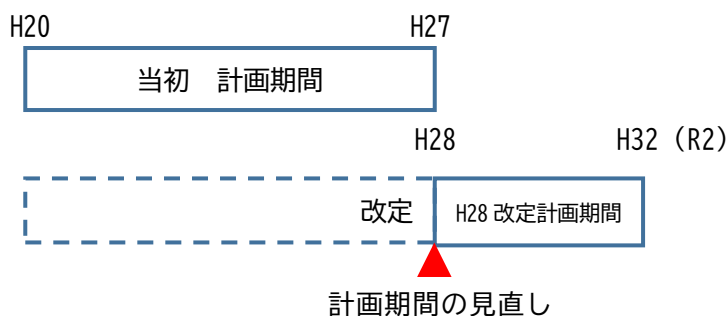 H20 H27
当初　計画期間
H28 H32 (R2)
改定 H28 改定計画期間
計画期間の見直し